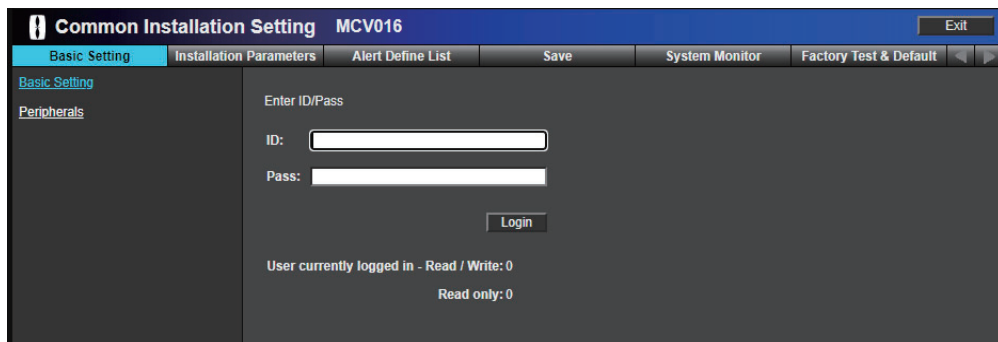 Common Installation Setting MCV016 Exit
Basic Setting Installation Parameters Alert Define List Save System Monitor Factory Test & Default
Basic Setting
Peripherals
Enter ID/Pass
ID:
Pass:
Login
User currently logged in - Read / Write: 0
Read only: 0